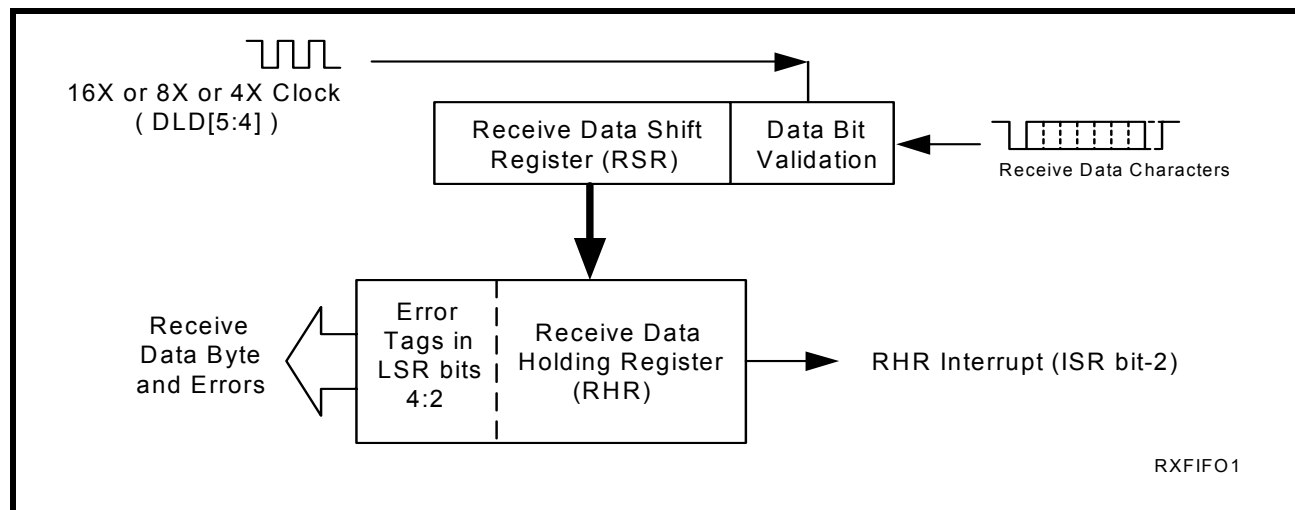 16X or 8X or 4X Clock
( DLD[5:4] )
Receive Data Shift
Register (RSR)
Data Bit
Validation
Receive Data Characters
Receive
Data Byte
and Errors
Error
Tags in
LSR bits
4:2
Receive Data
Holding Register
(RHR)
RHR Interrupt (ISR bit-2)
RXFIFO1